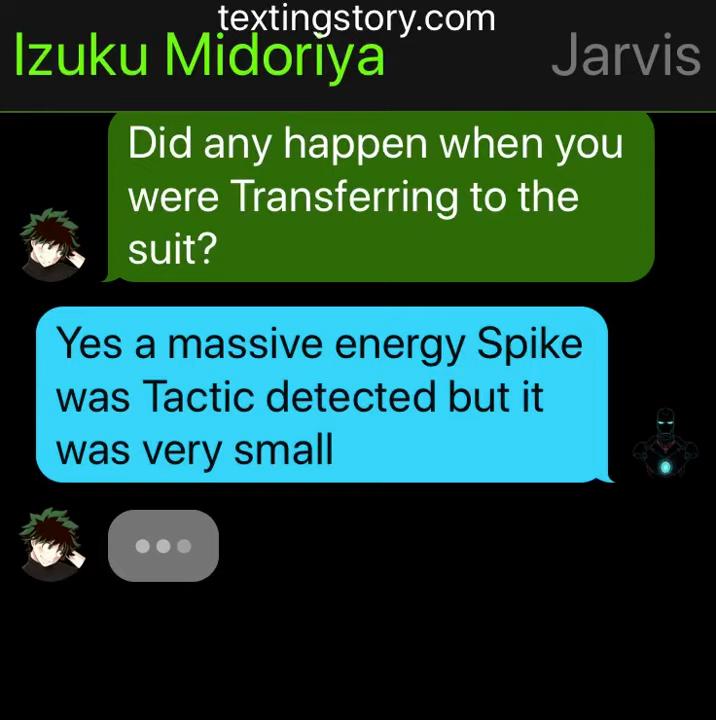 textingstory.com
Izuku Midoriya
Jarvis
Did any happen when you
were Transferring to the
suit?
Yes a massive energy Spike
was Tactic detected but it
was very small